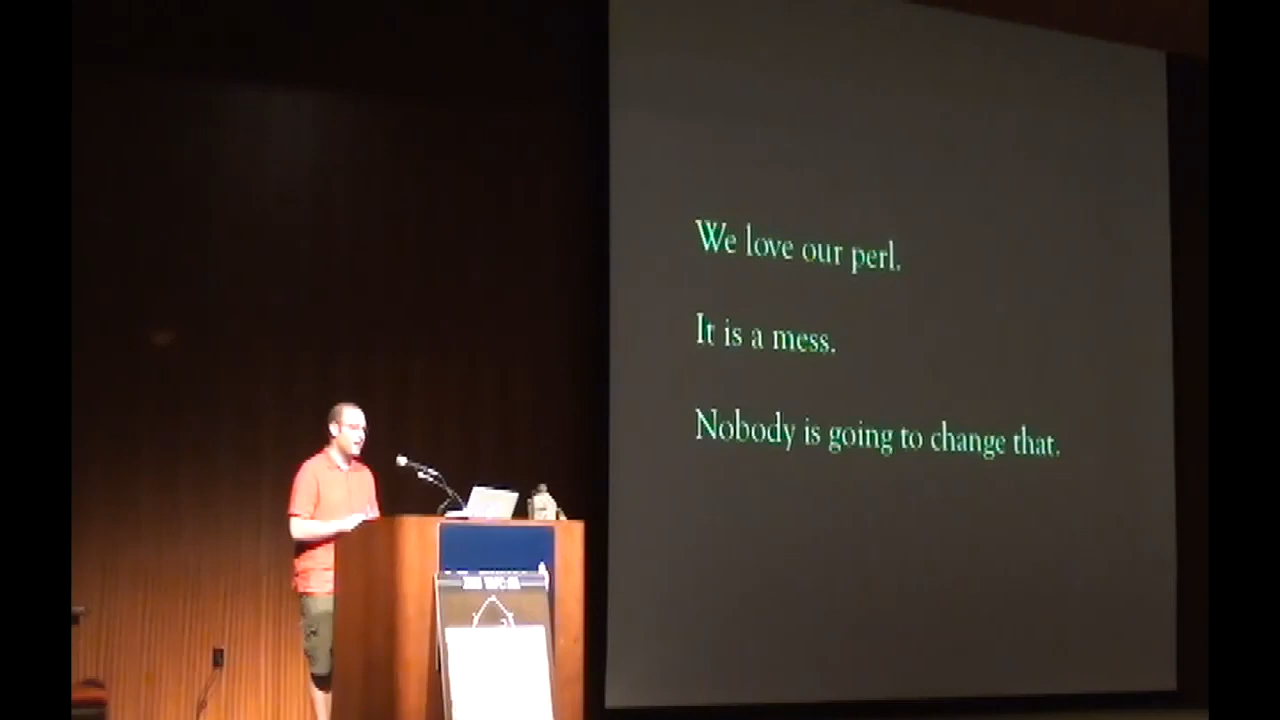 We love our perl.
It is a mess.
Nobody is going to change that.